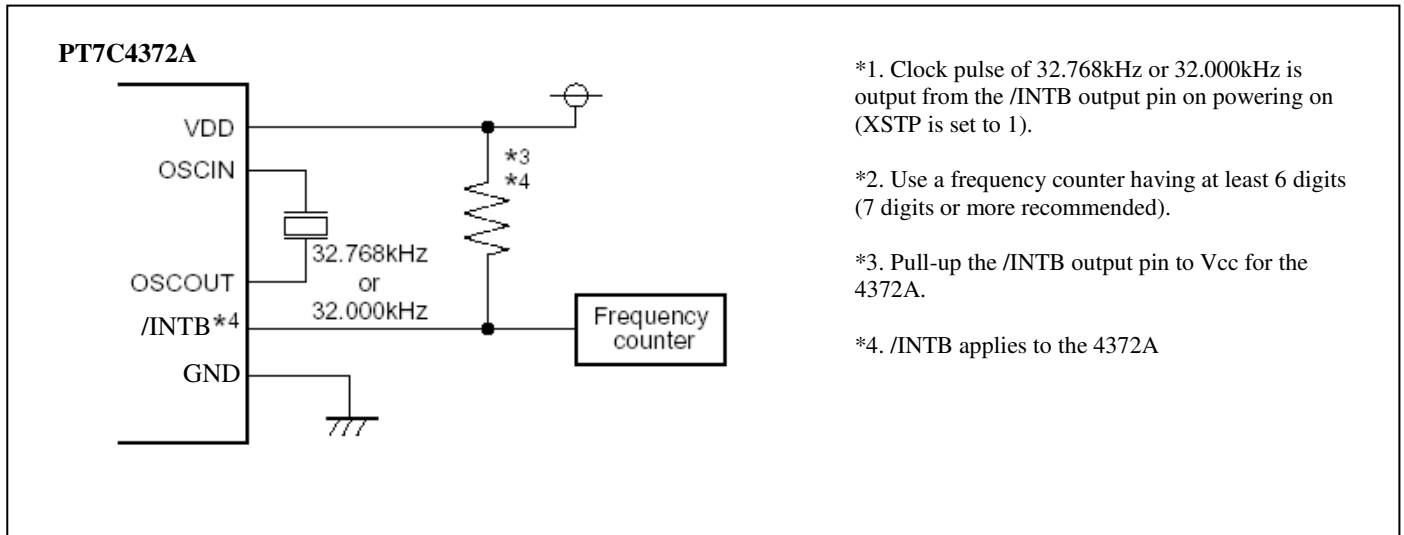 PT7C4372A
VDD
OSCIN
OSCOUT
/INTB*4
GND
*3
*4
32.768kHz
or
32.000kHz
Frequency
counter
*1. Clock pulse of 32.768kHz or 32.000kHz is
output from the /INTB output pin on powering on
(XSTP is set to 1).
*2. Use a frequency counter having at least 6 digits
(7 digits or more recommended).
*3. Pull-up the /INTB output pin to Vcc for the
4372A.
*4. /INTB applies to the 4372A